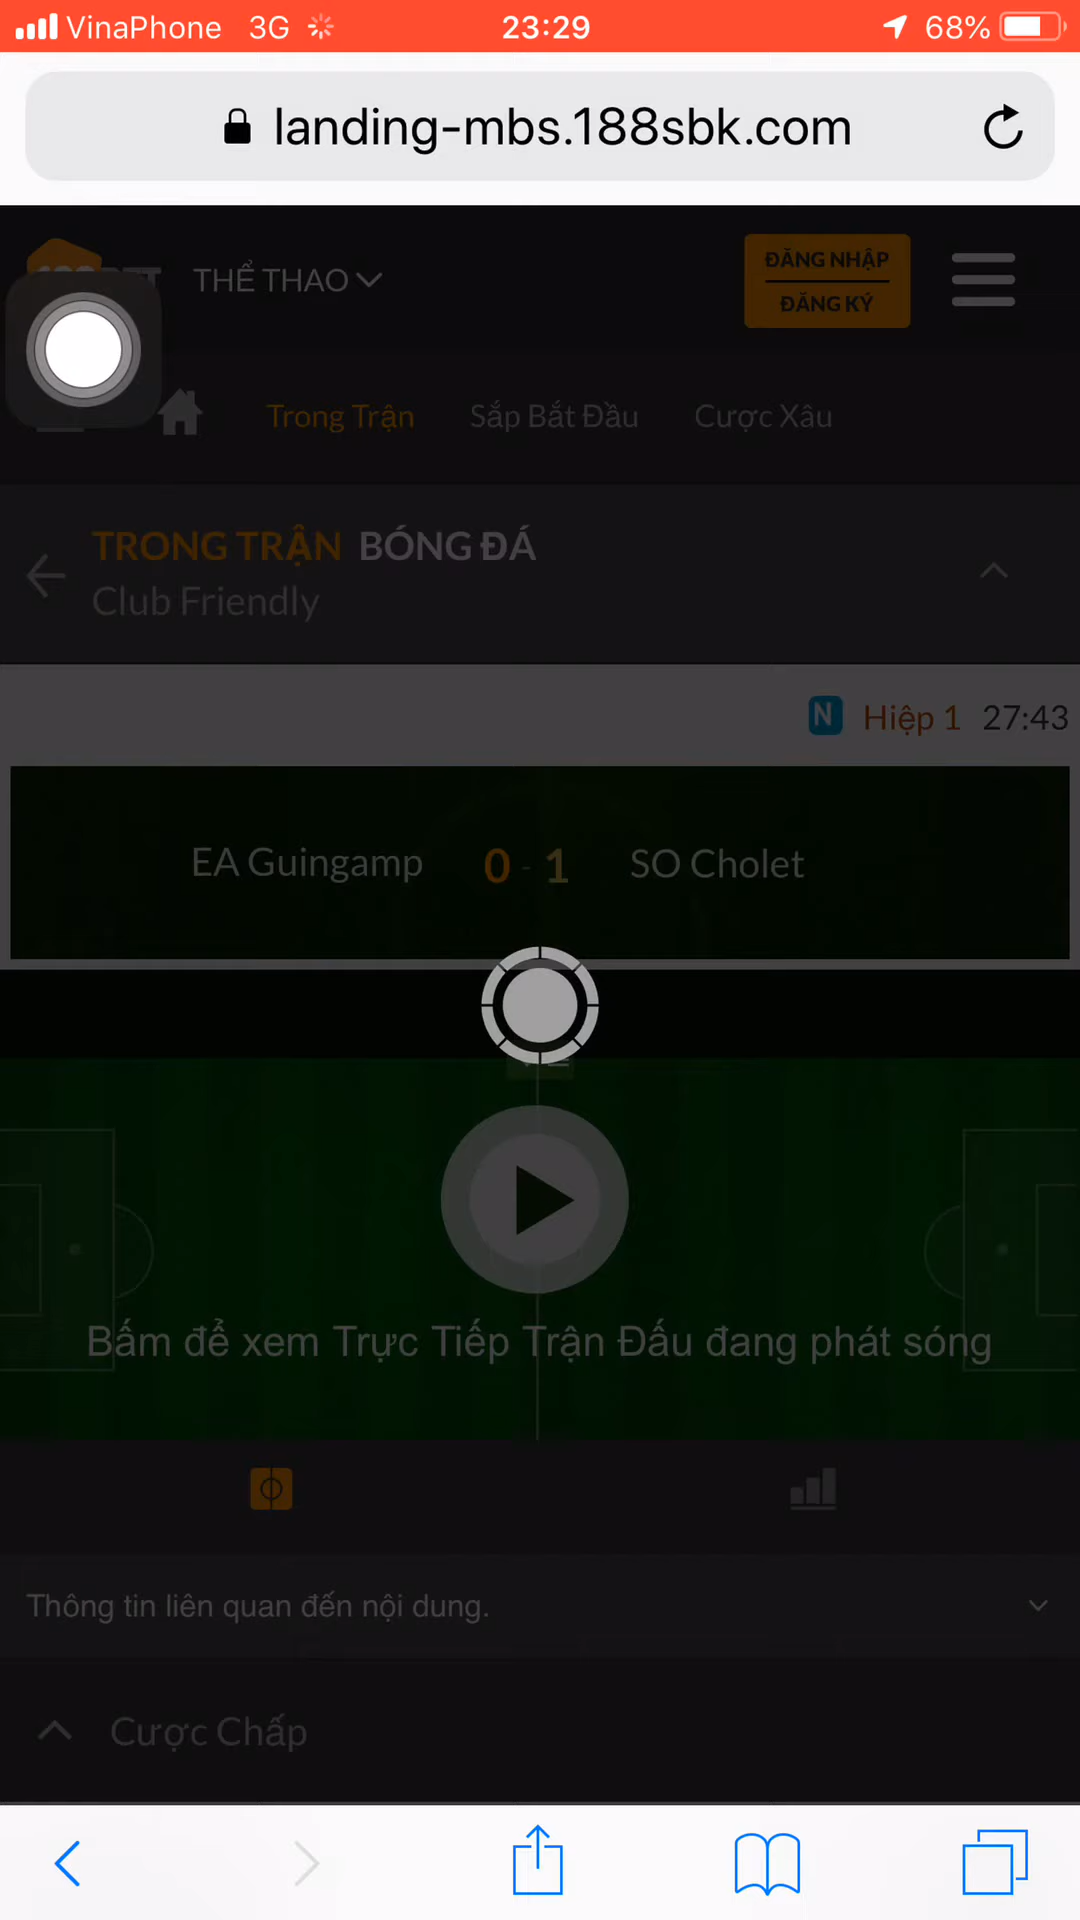 VinaPhone 3G 23:29 68%
landing-mbs.188sbk.com
THỂ THAO
ĐĂNG NHẬP
ĐĂNG KÝ
Trong Trận Sắp Bắt Đầu Cược Xâu
TRONG TRẬN BÓNG ĐÁ
Club Friendly
N Hiệp 1 27:43
EA Guingamp 0 - 1 SO Cholet
Bấm để xem Trực Tiếp Trận Đấu đang phát sóng
Thông tin liên quan đến nội dung.
Cược Chấp